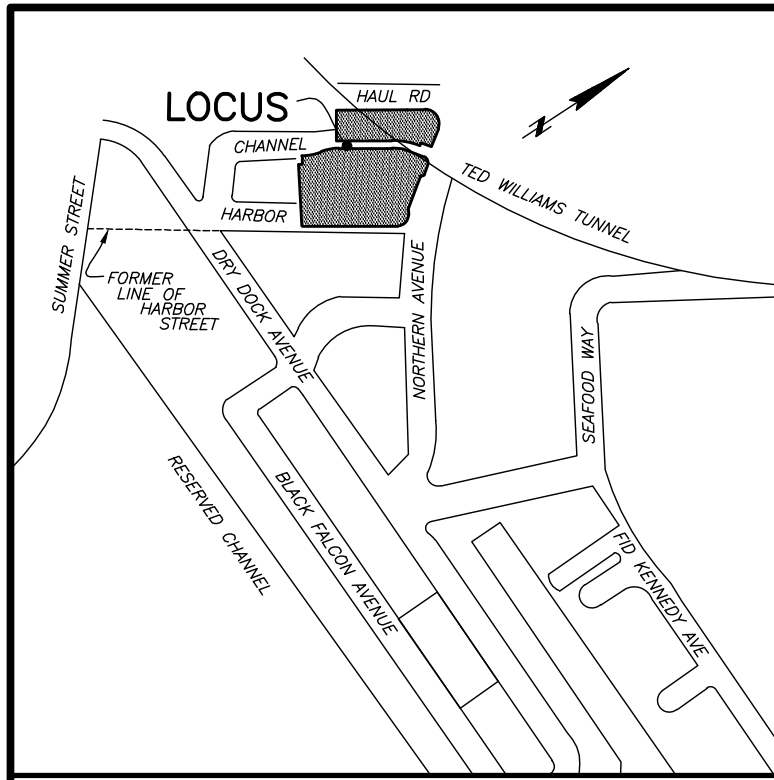 HAUL RD
LOCUS
CHANNEL
N
TED WILLIAMS TUNNEL
SUMMER STREET
HARBOR
DRY DOCK AVENUE
FORMER
LINE OF
HARBOR
STREET
NORTHERN AVENUE
SEAFOOD WAY
RESERVED CHANNEL
BLACK FALCON AVENUE
FID KENNEDY AVE